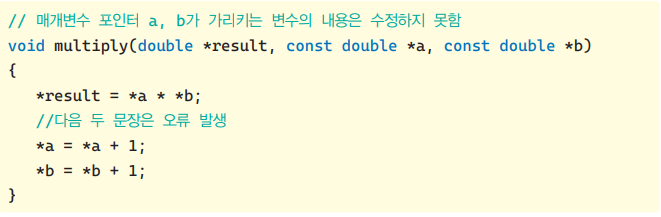 // 매개변수 포인터 a, b가 가리키는 변수의 내용은 수정하지 못함
void multiply(double *result, const double *a, const double *b)
{
   *result = *a * *b;
   //다음 두 문장은 오류 발생
   *a = *a + 1;
   *b = *b + 1;
}